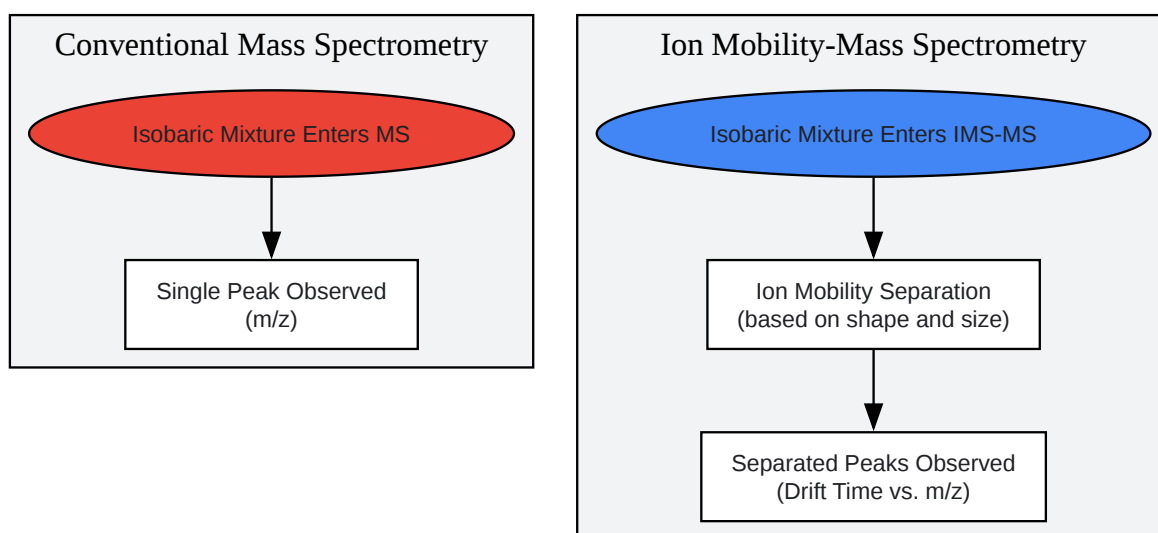 Conventional Mass Spectrometry
Isobaric Mixture Enters MS
Single Peak Observed
(m/z)
Ion Mobility-Mass Spectrometry
Isobaric Mixture Enters IMS-MS
Ion Mobility Separation
(based on shape and size)
Separated Peaks Observed
(Drift Time vs. m/z)